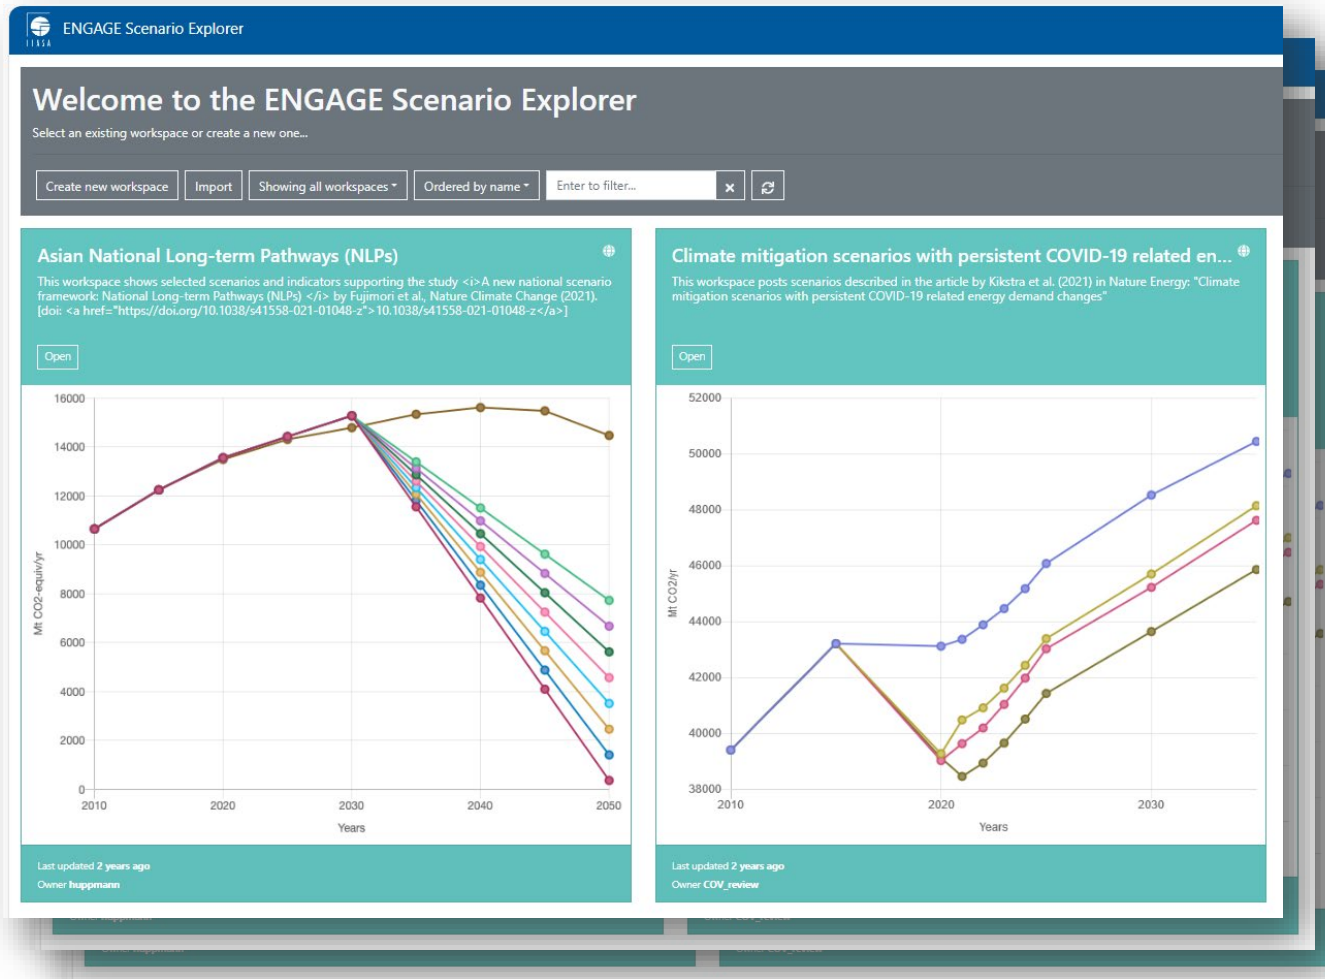 IIASA
ENGAGE Scenario Explorer
Welcome to the ENGAGE Scenario Explorer
Select an existing workspace or create a new one...
Create new workspace
Import
Showing all workspaces
Ordered by name
Enter to filter...
Asian National Long-term Pathways (NLPs)
This workspace shows selected scenarios and indicators supporting the study <i>A new national scenario
framework: National Long-term Pathways (NLPs) </i> by Fujimori et al., Nature Climate Change (2021).
[doi: <a href="https://doi.org/10.1038/s41558-021-01048-z">10.1038/s41558-021-01048-z</a>]
Open
16000
14000
12000
10000
8000
6000
4000
2000
0
Mt CO2-equiv/yr
2010
2020
2030
2040
2050
Years
Last updated 2 years ago
Owner huppmann
Climate mitigation scenarios with persistent COVID-19 related en...
This workspace posts scenarios described in the article by Kikstra et al. (2021) in Nature Energy: "Climate
mitigation scenarios with persistent COVID-19 related energy demand changes"
Open
52000
50000
48000
46000
44000
42000
40000
38000
Mt CO2/yr
2010
2020
2030
Years
Last updated 2 years ago
Owner COV_review